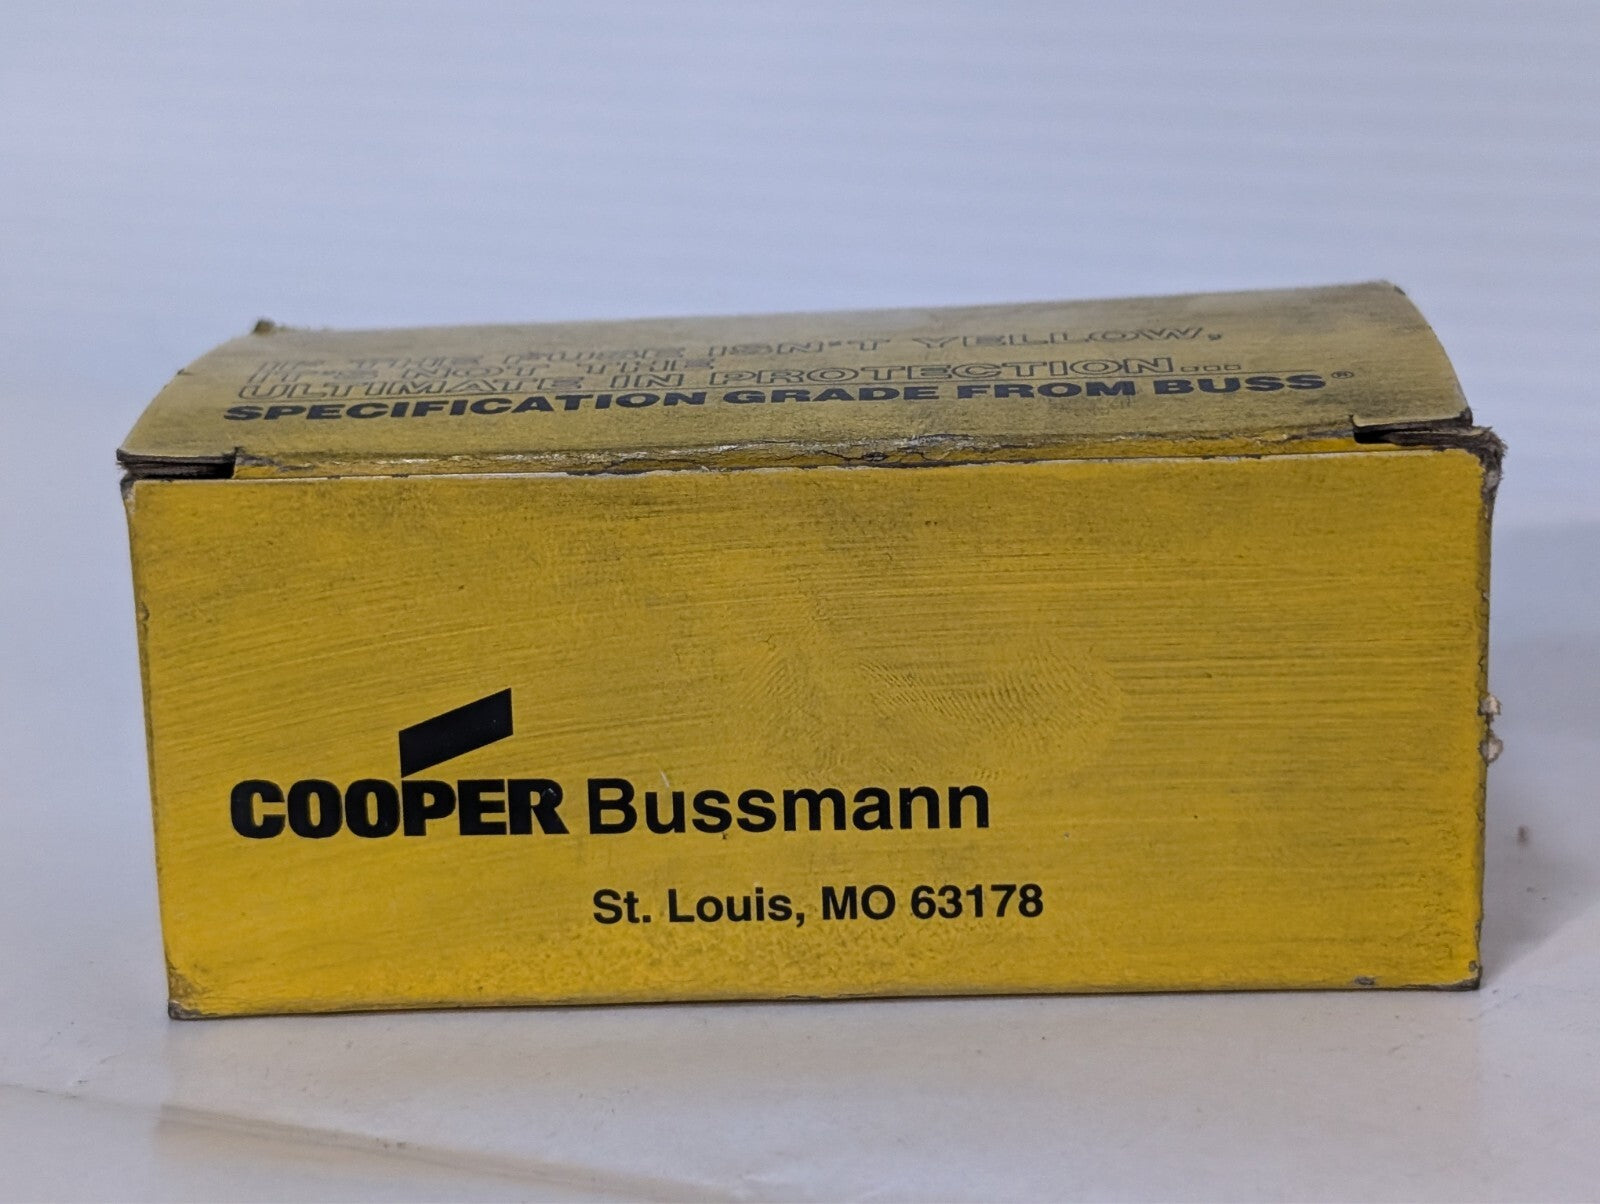 IF THE FUSE ISN'T YELLOW,
IT'S NOT THE
ULTIMATE IN PROTECTION...
SPECIFICATION GRADE FROM BUSS®
COOPER Bussmann
St. Louis, MO 63178